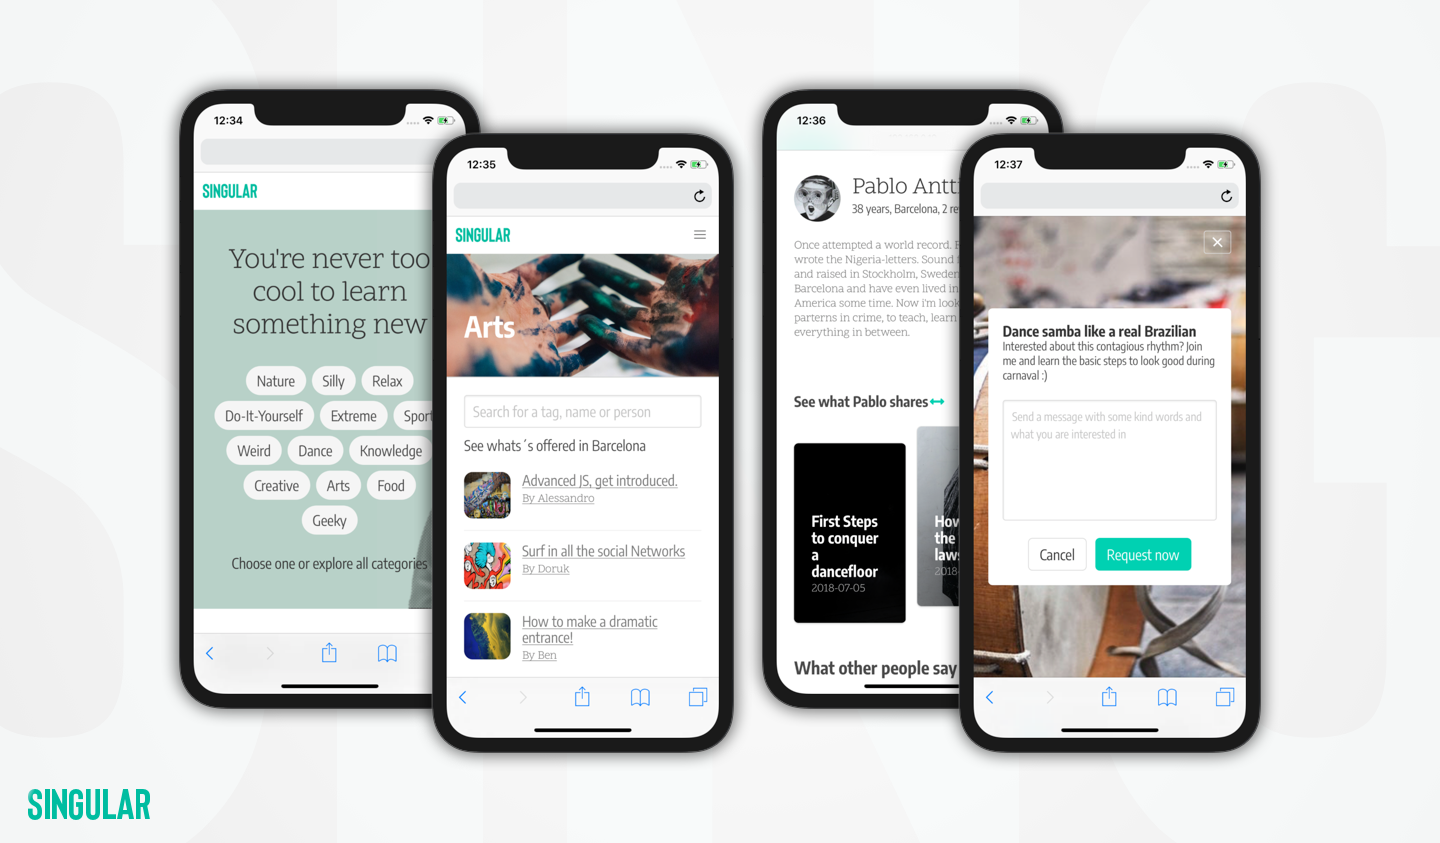 12:34
SINGULAR
You're never too
cool to learn
something new
Nature Silly Relax
Do-It-Yourself Extreme
Weird Dance Knowledge
Creative Arts Food
Geeky
Choose one or explore all categories
12:35
SINGULAR
Arts
Search for a tag, name or person
See whats´s offered in Barcelona
Advanced JS, get introduced.
By Alessandro
Surf in all the social Networks
By Doruk
How to make a dramatic
entrance!
By Ben
12:36
Pablo
38 years, Barcelona, 2
Once attempted a world record.
wrote the Nigeria-letters. Sound
and raised in Stockholm, Sweden
Barcelona and have even lived in
America some time. Now i'm
parterns in crime, to teach, learn
everything in between.
See what Pablo shares
First Steps
to conquer
a
dancefloor
2018-07-05
the
2018-
What other people say
12:37
Dance samba like a real Brazilian
Interested about this contagious rhythm? Join
me and learn the basic steps to look good during
carnaval :)
Send a message with some kind words and
what you are interested in
Cancel Request now
SINGULAR